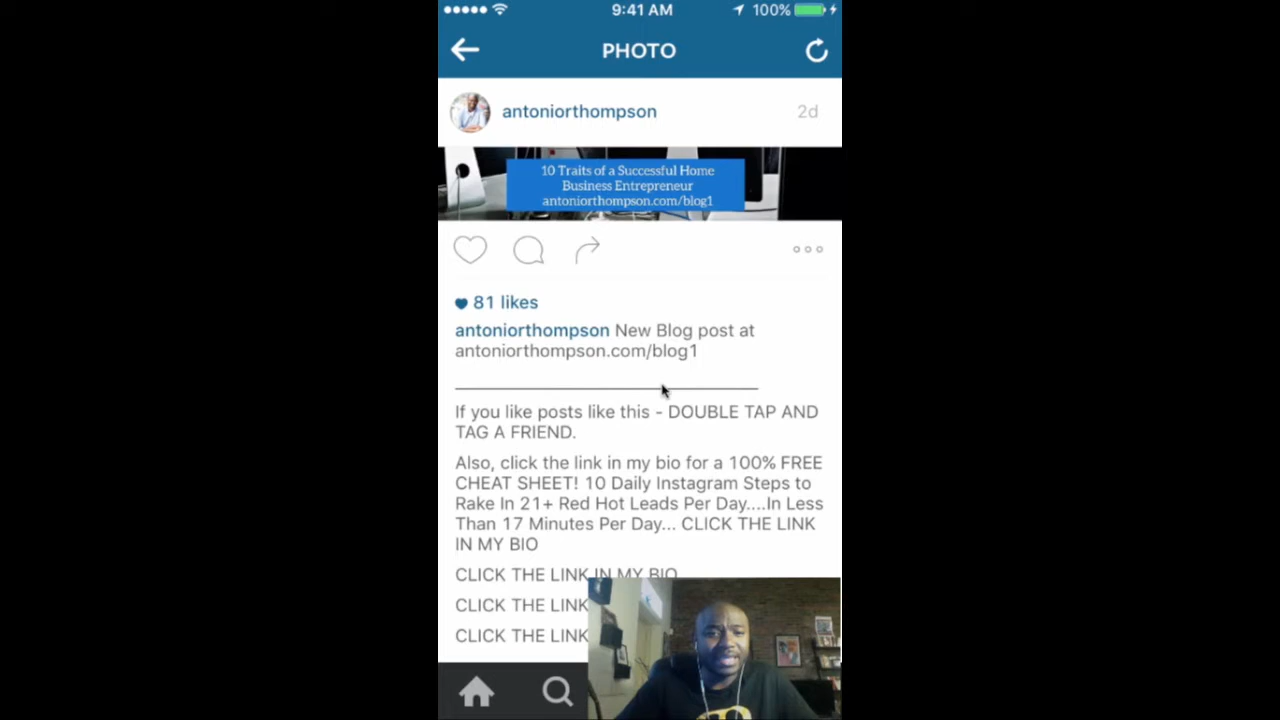 9:41 AM
100%
PHOTO
antoniorthompson
2d
10 Traits of a Successful Home
Business Entrepreneur
antoniorthompson.com/blog1
81 likes
antoniorthompson New Blog post at
antoniorthompson.com/blog1
If you like posts like this - DOUBLE TAP AND
TAG A FRIEND.
Also, click the link in my bio for a 100% FREE
CHEAT SHEET! 10 Daily Instagram Steps to
Rake In 21+ Red Hot Leads Per Day....In Less
Than 17 Minutes Per Day... CLICK THE LINK
IN MY BIO
CLICK THE LINK IN MY BIO
CLICK THE LINK
CLICK THE LINK